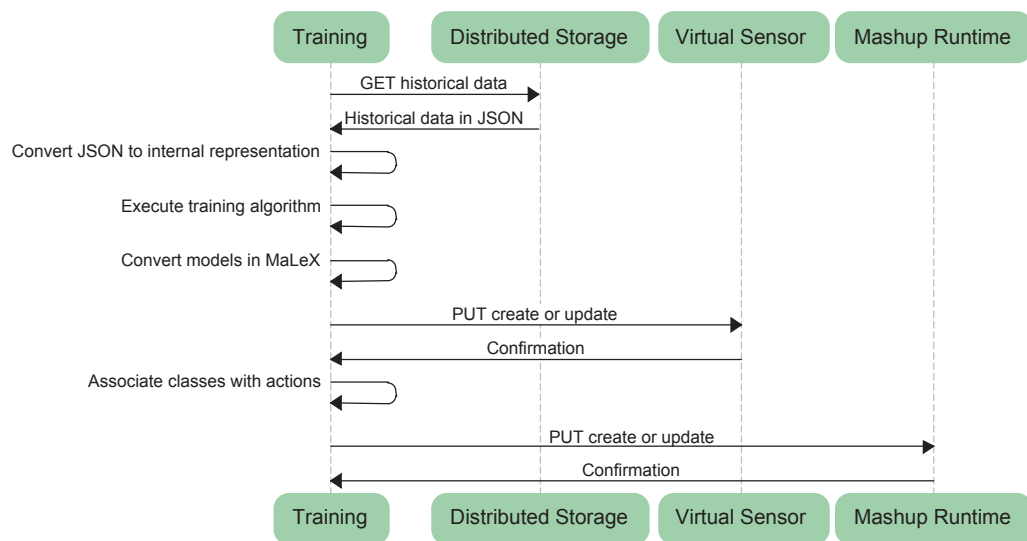 Training
Distributed Storage
Virtual Sensor
Mashup Runtime
GET historical data
Historical data in JSON
Convert JSON to internal representation
Execute training algorithm
Convert models in MaLeX
PUT create or update
Confirmation
Associate classes with actions
PUT create or update
Confirmation
Training
Distributed Storage
Virtual Sensor
Mashup Runtime